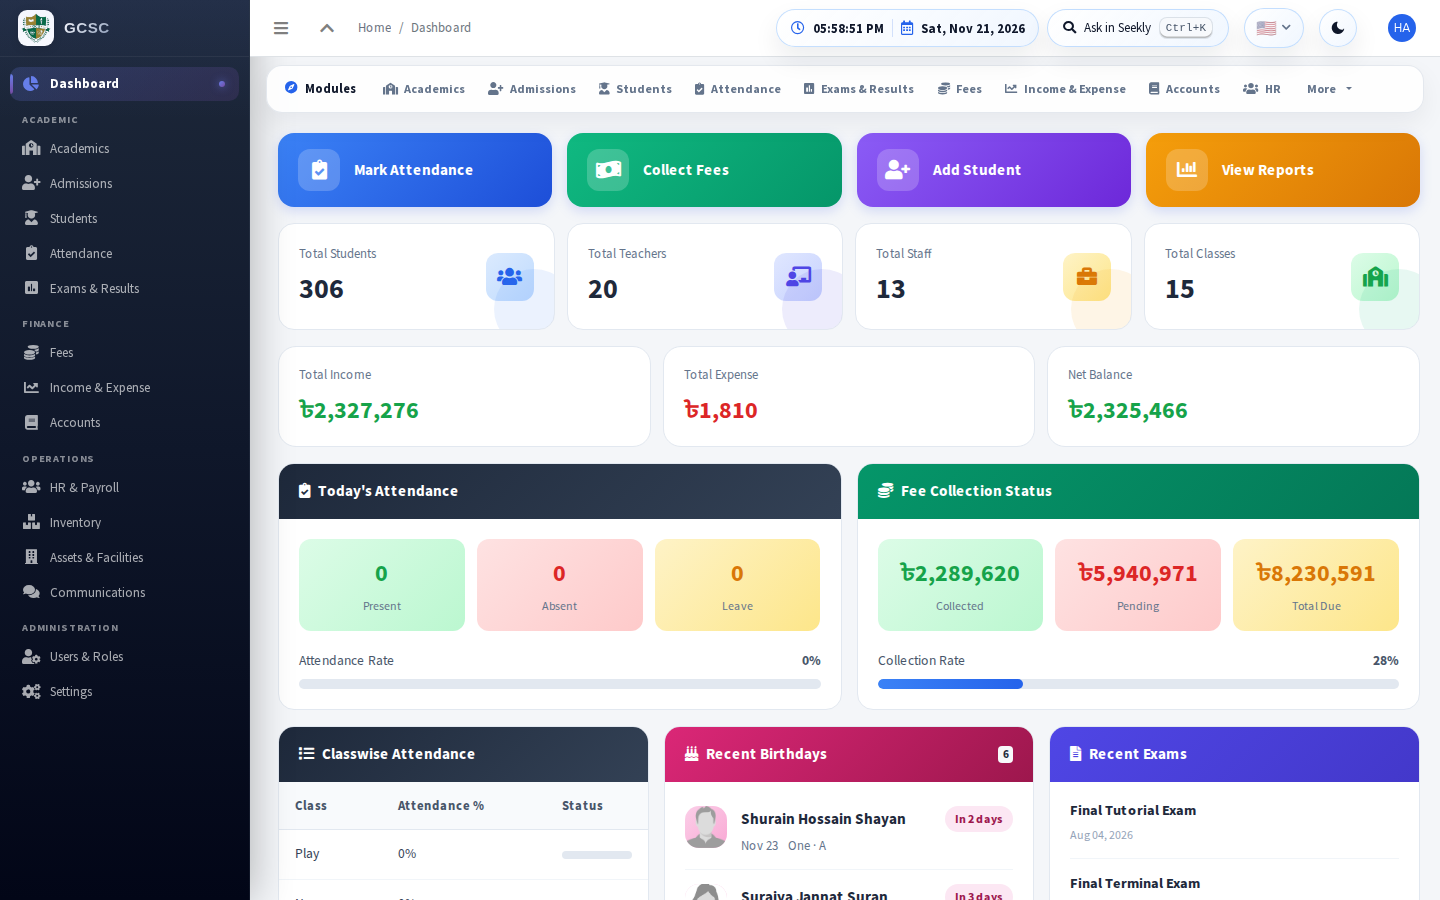 GCSC
Home / Dashboard
05:58:51 PM
Sat, Nov 21, 2026
Ask in Seekly
Ctrl+K
HA
Dashboard
ACADEMIC
Academics
Admissions
Students
Attendance
Exams & Results
FINANCE
Fees
Income & Expense
Accounts
OPERATIONS
HR & Payroll
Inventory
Assets & Facilities
Communications
ADMINISTRATION
Users & Roles
Settings
Modules Academics Admissions Students Attendance Exams & Results Fees Income & Expense Accounts HR More
Mark Attendance
Collect Fees
Add Student
View Reports
Total Students
306
Total Teachers
20
Total Staff
13
Total Classes
15
Total Income
৳2,327,276
Total Expense
৳1,810
Net Balance
৳2,325,466
Today's Attendance
0
Present
0
Absent
0
Leave
Attendance Rate 0%
Fee Collection Status
৳2,289,620
Collected
৳5,940,971
Pending
৳8,230,591
Total Due
Collection Rate 28%
Classwise Attendance
Class Attendance % Status
Play 0%
Recent Birthdays 6
Shurain Hossain Shayan In 2 days
Nov 23 One · A
Suraiya Jannat Suran In 3 days
Recent Exams
Final Tutorial Exam
Aug 04, 2026
Final Terminal Exam